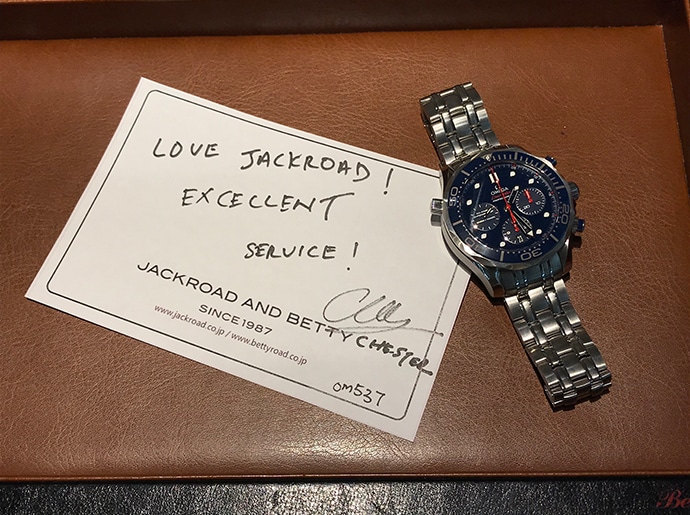 LOVE JACKROAD!
EXCELLENT
SERVICE!
JACKROAD AND BETTY
SINCE 1987
www.jackroad.co.jp / www.bettyroad.co.jp
CHESTER
om537
OMEGA